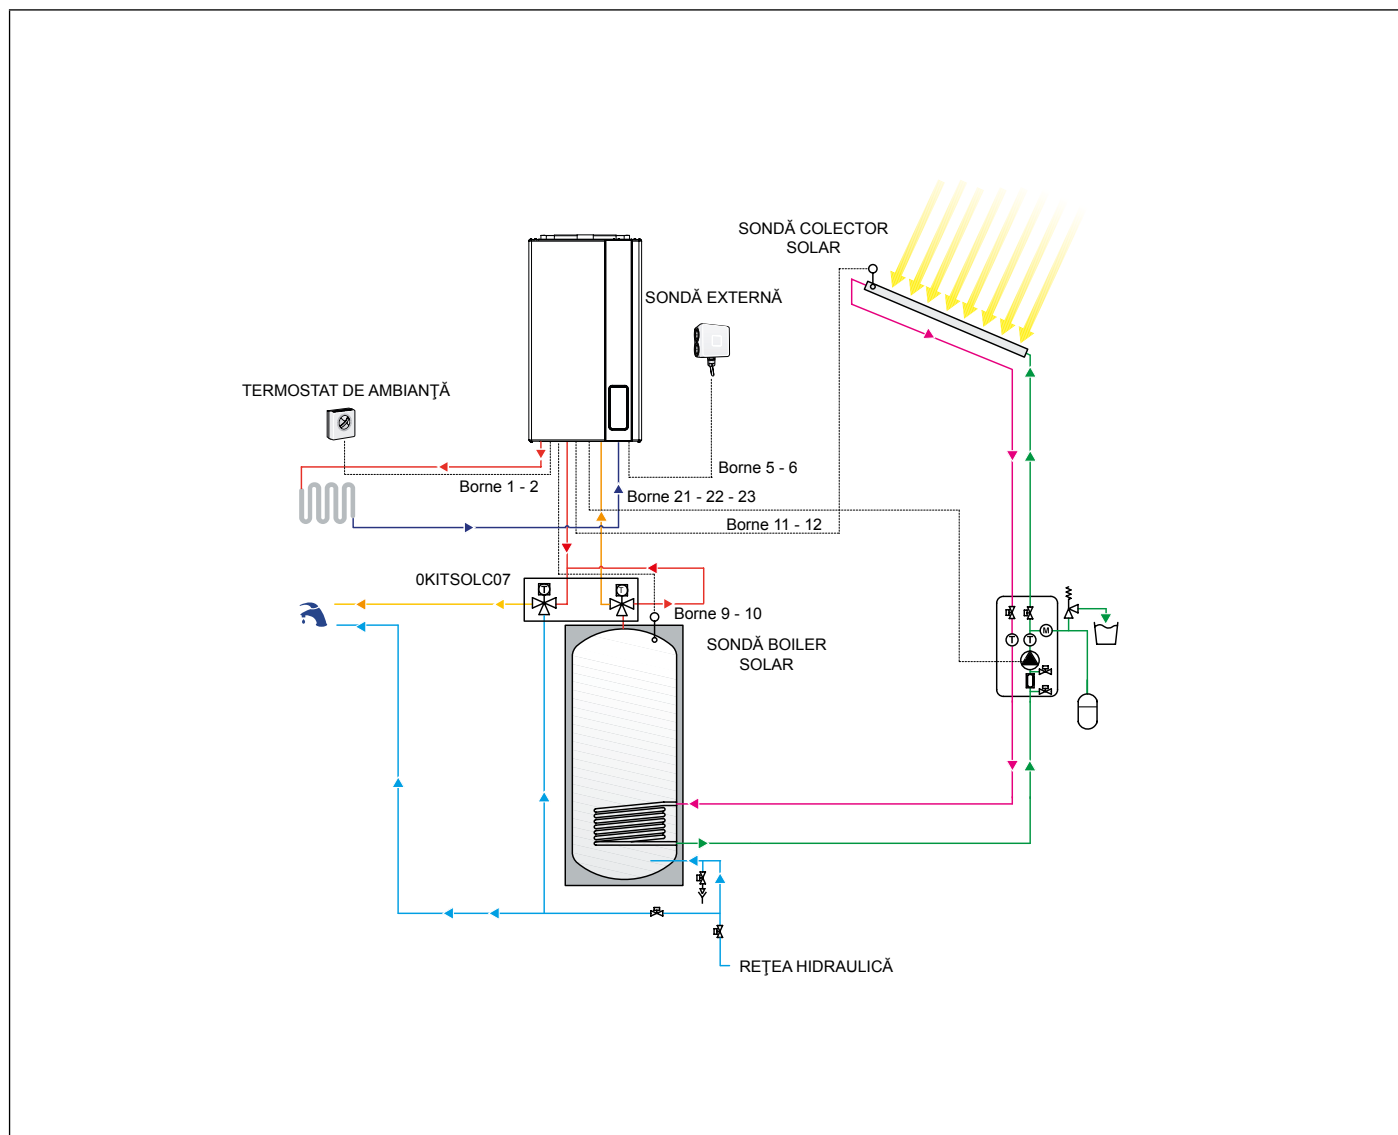 SONDĂ COLECTOR
SOLAR
SONDĂ EXTERNĂ
TERMOSTAT DE AMBIANŢĂ
Borne 5 - 6
Borne 1 - 2
Borne 21 - 22 - 23
Borne 11 - 12
0KITSOLC07
T
T
Borne 9 - 10
SONDĂ BOILER
SOLAR
T
T
M
REŢEA HIDRAULICĂ